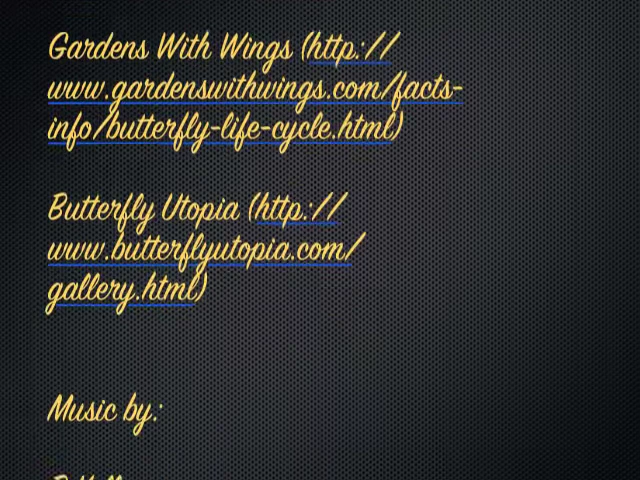 Gardens With Wings (http://
www.gardenswithwings.com/facts-
info/butterfly-life-cycle.html)
Butterfly Utopia (http://
www.butterflyutopia.com/
gallery.html)
Music by: